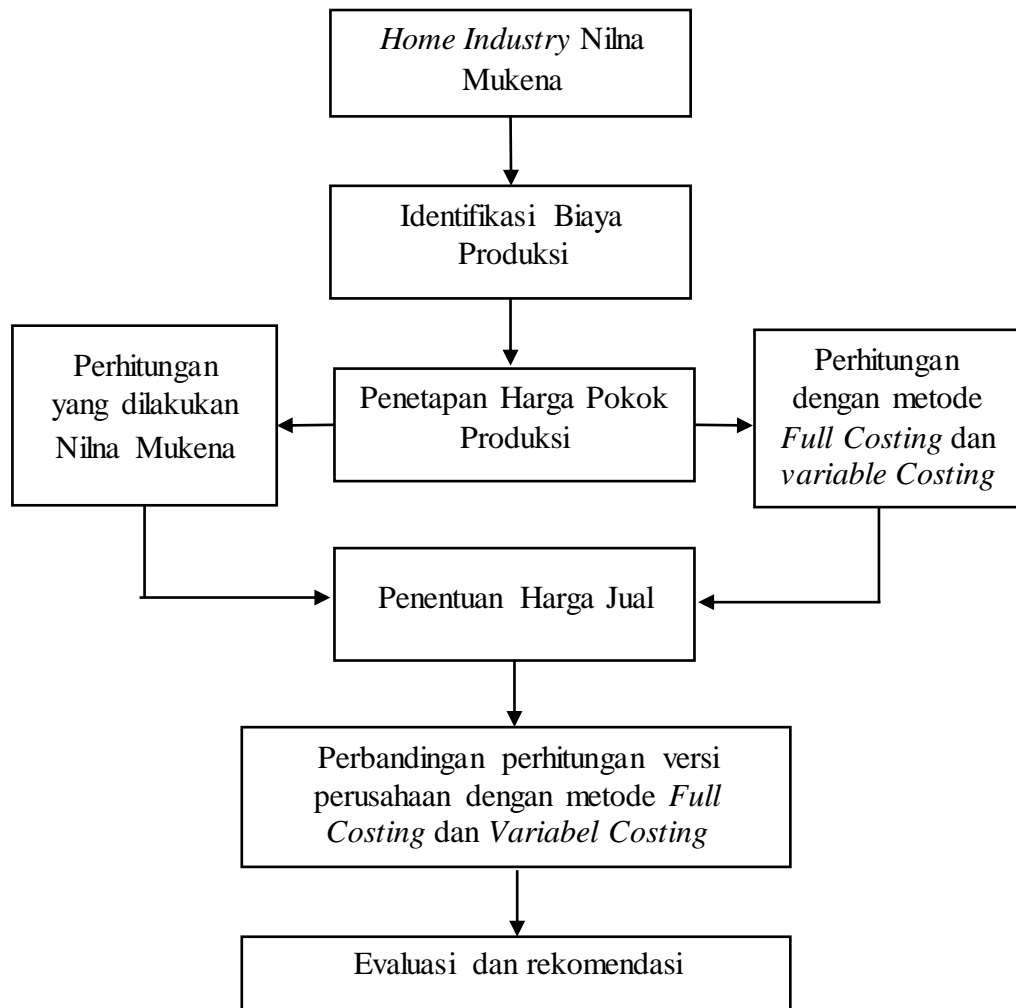 Home Industry Nilna
Mukena
Identifikasi Biaya
Produksi
Perhitungan
yang dilakukan
Nilna Mukena
Penetapan Harga Pokok
Produksi
Perhitungan
dengan metode
Full Costing dan
variable Costing
Penentuan Harga Jual
Perbandingan perhitungan versi
perusahaan dengan metode Full
Costing dan Variabel Costing
Evaluasi dan rekomendasi